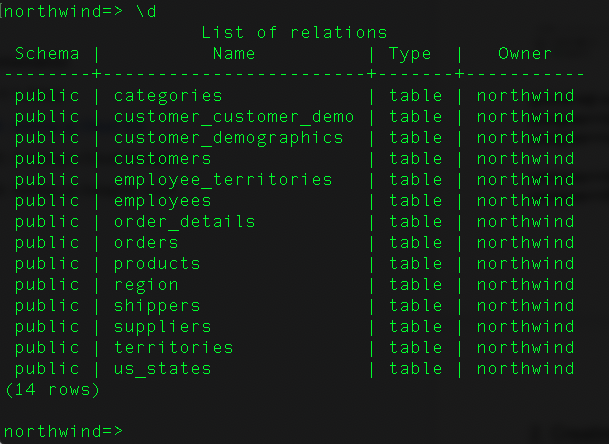 [northwind=> \d
List of relations
Schema | Name | Type | Owner
--------+-------------------------+-------+-----------
public | categories | table | northwind
public | customer_customer_demo | table | northwind
public | customer_demographics | table | northwind
public | customers | table | northwind
public | employee_territories | table | northwind
public | employees | table | northwind
public | order_details | table | northwind
public | orders | table | northwind
public | products | table | northwind
public | region | table | northwind
public | shippers | table | northwind
public | suppliers | table | northwind
public | territories | table | northwind
public | us_states | table | northwind
(14 rows)
northwind=>